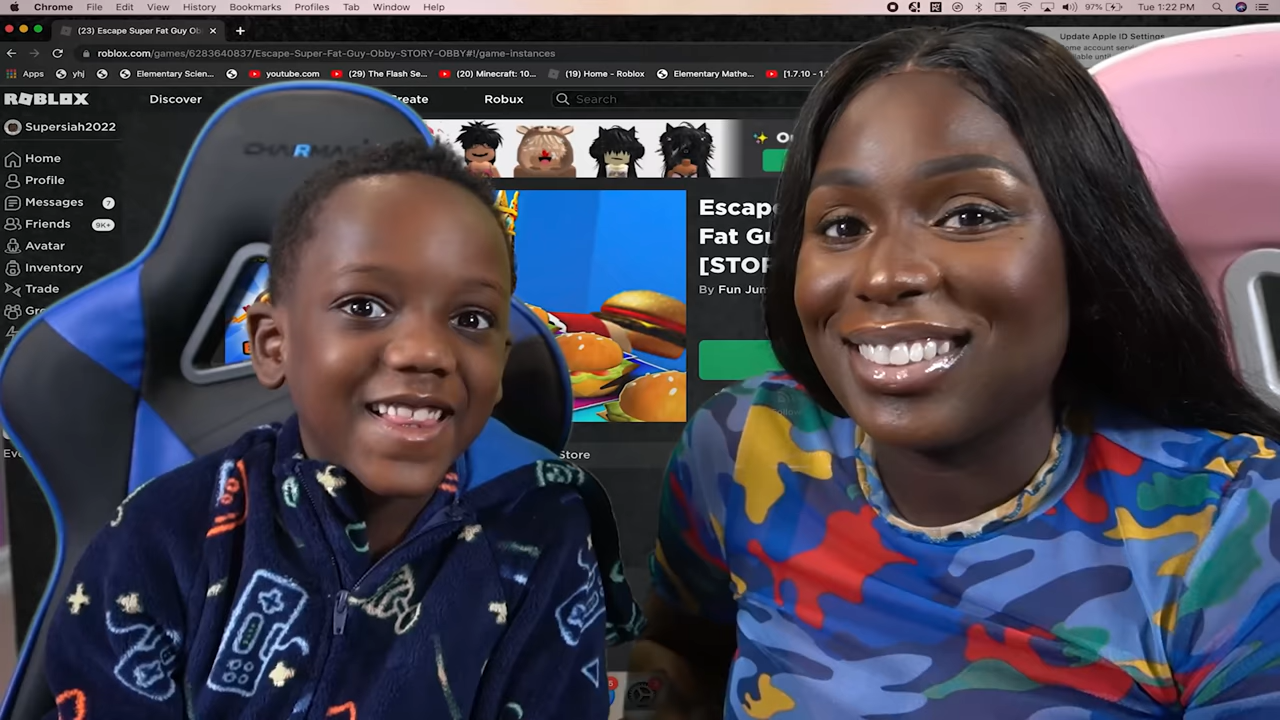 Chrome File Edit View History Bookmarks Profiles Tab Window Help
97% Tue 1:22 PM
(23) Escape Super Fat Guy Ob
Update Apple ID Settings
roblox.com/games/6283640837/Escape-Super-Fat-Guy-Obby-STORY-OBBY#!/game-instances
Apps yhj Elementary Scien... youtube.com (29) The Flash Se... (20) Minecraft: 10... (19) Home - Roblox Elementary Mathe... [1.7.10] - 1.
ROBLOX Discover Create Robux Search
Supersiah2022
Home
Profile
Messages 7
Friends 9K+
Avatar
Inventory
Trade
Escape
Fat Gu
[STOR
By Fun Jum
Store